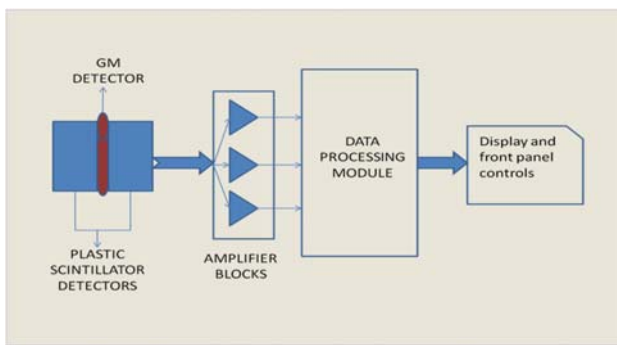 GM
DETECTOR
PLASTIC
SCINTILLATOR
DETECTORS
AMPLIFIER
BLOCKS
DATA
PROCESSING
MODULE
Display and
front panel
controls